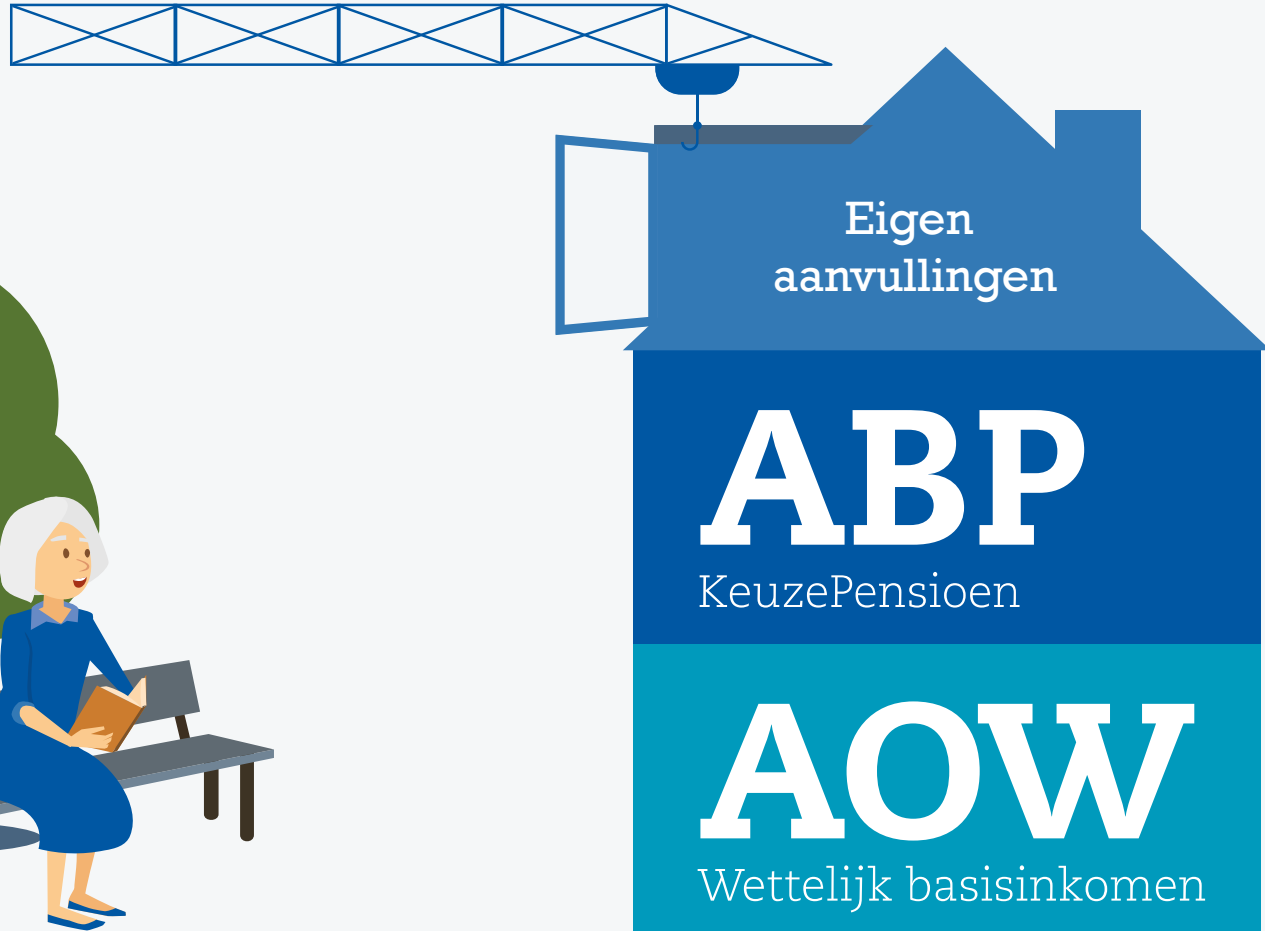 Eigen
aanvullingen
ABP
KeuzePensioen
AOW
Wettelijk basisinkomen